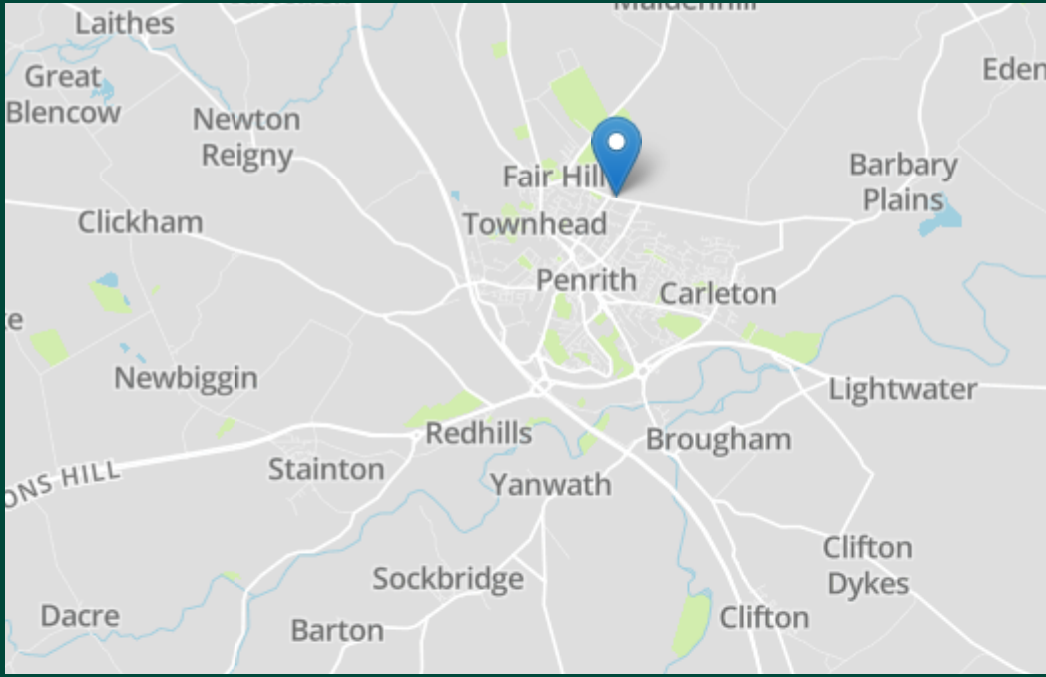 Maidenhill
Laithes
Great
Blencow
Eden
Newton
Reigny
Barbary
Plains
Fair Hill
Clickham
Townhead
Penrith
Carleton
Newbiggin
Lightwater
Redhills
Brougham
Stainton
Yanwath
ONS HILL
Clifton
Dykes
Sockbridge
Dacre
Barton
Clifton